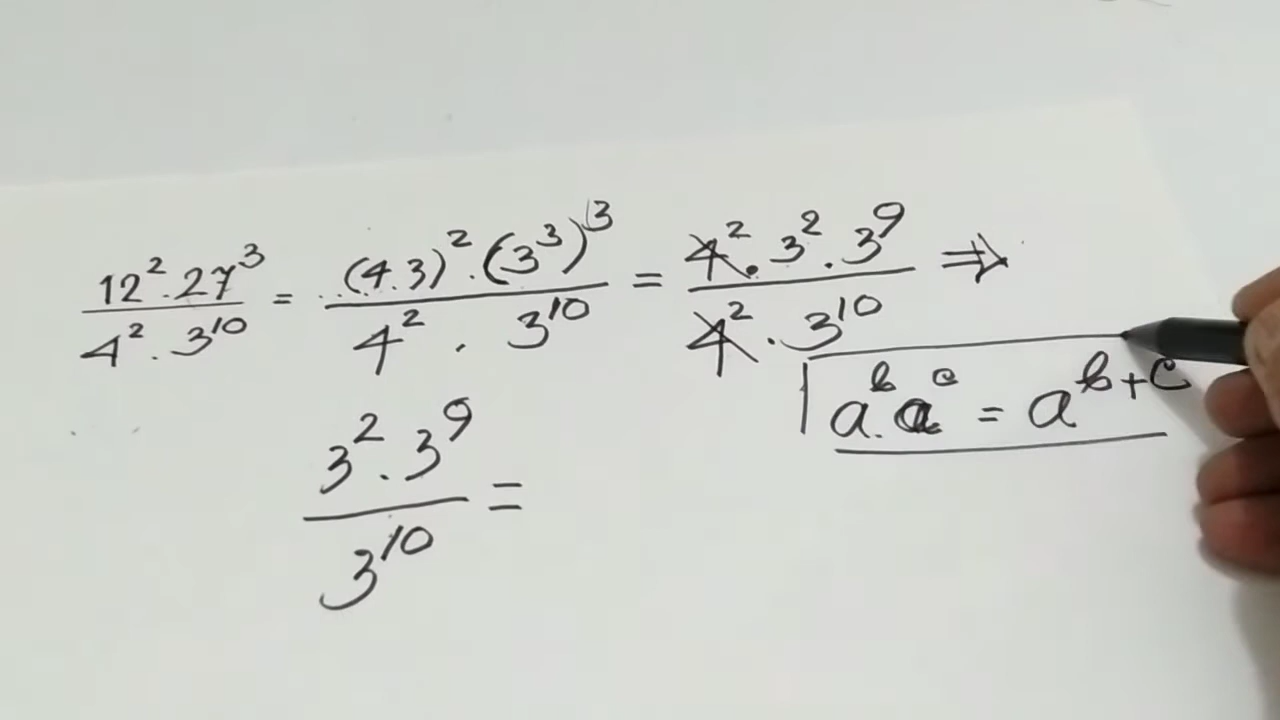 12² · 27³ / 4² · 3¹⁰ = (4.3)² · (3³)³ / 4² · 3¹⁰ = 4² · 3² · 3⁹ / 4² · 3¹⁰ ⇒
a^b · a^c = a^(b+c)
3² · 3⁹ / 3¹⁰ =